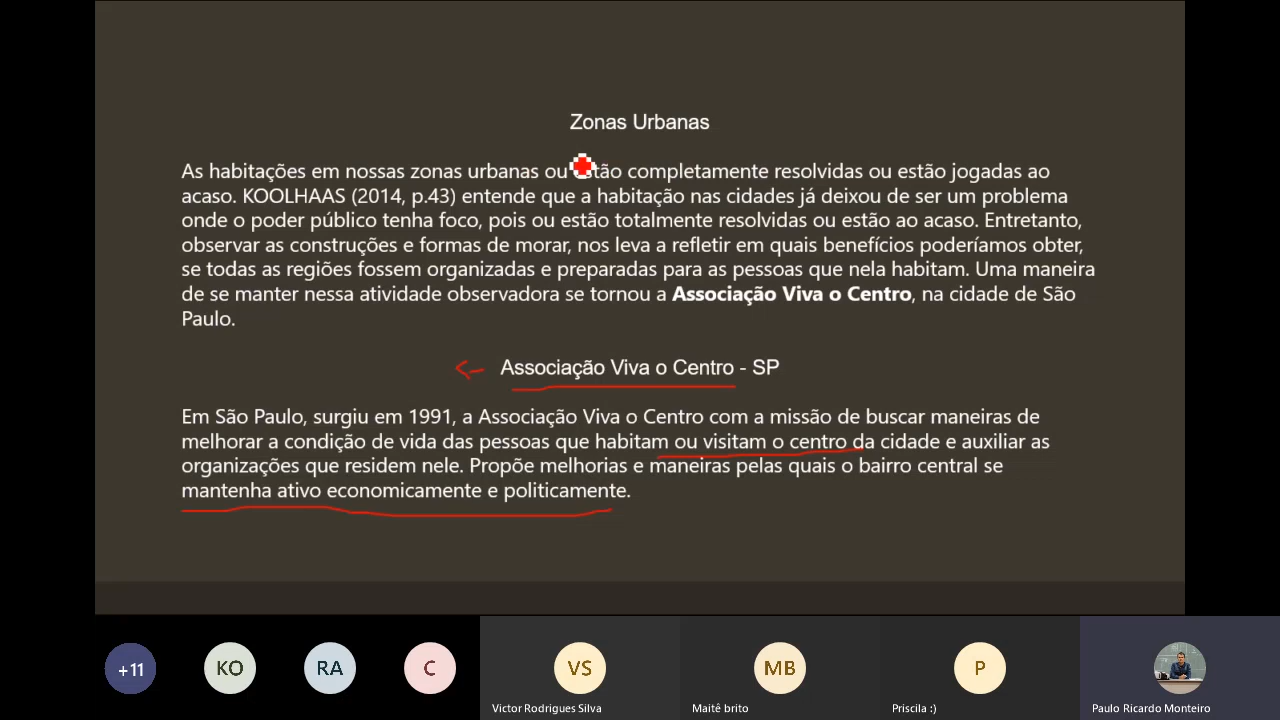 Zonas Urbanas
As habitações em nossas zonas urbanas ou estão completamente resolvidas ou estão jogadas ao
acaso. KOOLHAAS (2014, p.43) entende que a habitação nas cidades já deixou de ser um problema
onde o poder público tenha foco, pois ou estão totalmente resolvidas ou estão ao acaso. Entretanto,
observar as construções e formas de morar, nos leva a refletir em quais benefícios poderíamos obter,
se todas as regiões fossem organizadas e preparadas para as pessoas que nela habitam. Uma maneira
de se manter nessa atividade observadora se tornou a Associação Viva o Centro, na cidade de São
Paulo.
Associação Viva o Centro - SP
Em São Paulo, surgiu em 1991, a Associação Viva o Centro com a missão de buscar maneiras de
melhorar a condição de vida das pessoas que habitam ou visitam o centro da cidade e auxiliar as
organizações que residem nele. Propõe melhorias e maneiras pelas quais o bairro central se
mantenha ativo economicamente e politicamente.
+11 KO RA C VS MB P
Victor Rodrigues Silva Maitê brito Priscila :) Paulo Ricardo Monteiro